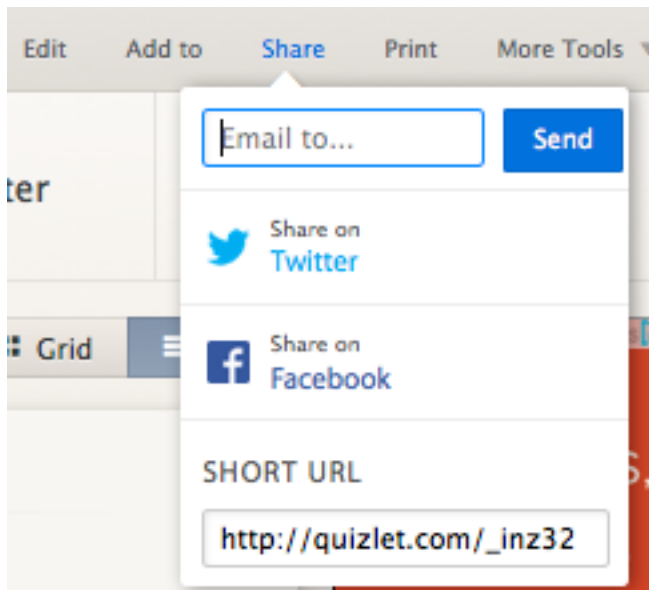 Edit Add to Share Print More Tools
Email to...
Send
ter
Share on
Twitter
Grid
Share on
Facebook
SHORT URL
http://quizlet.com/_inz32